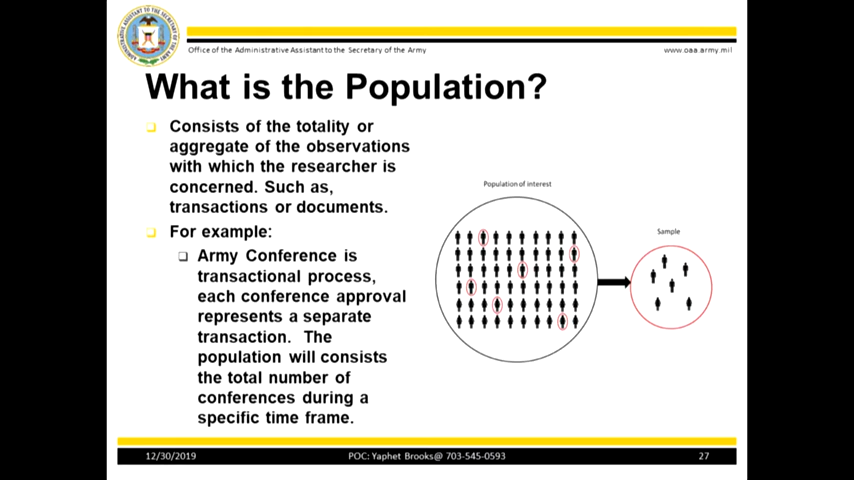 Office of the Administrative Assistant to the Secretary of the Army
www.oaa.army.mil
What is the Population?
Consists of the totality or
aggregate of the observations
with which the researcher is
concerned. Such as,
transactions or documents.
For example:
Army Conference is
transactional process,
each conference approval
represents a separate
transaction. The
population will consists
the total number of
conferences during a
specific time frame.
Population of interest
Sample
12/30/2019
POC: Yaphet Brooks@ 703-545-0593
27